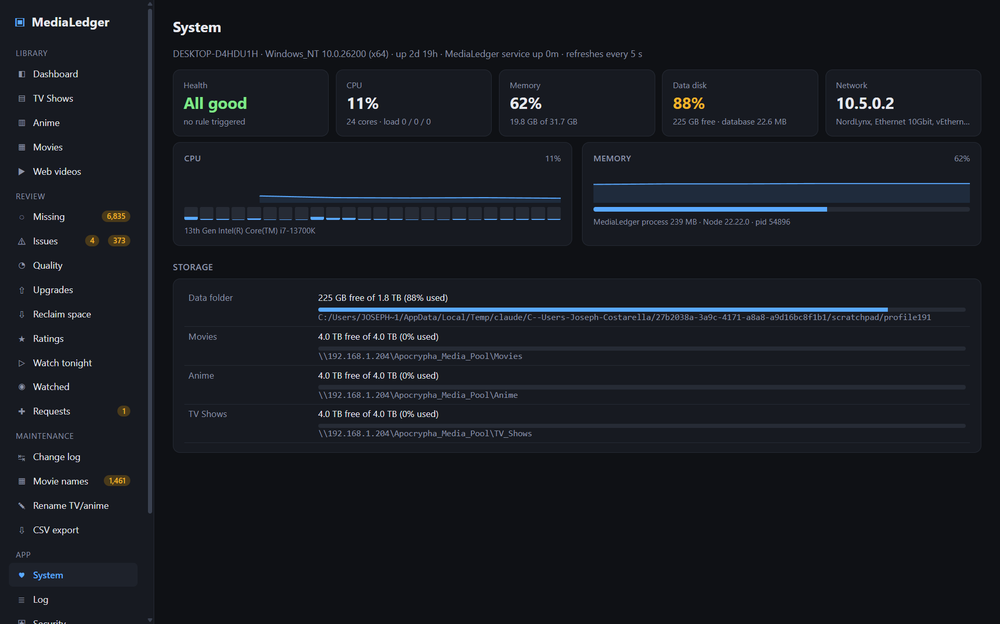 MediaLedger
LIBRARY
Dashboard
TV Shows
Anime
Movies
Web videos
REVIEW
Missing 6,835
Issues 4 373
Quality
Upgrades
Reclaim space
Ratings
Watch tonight
Watched
Requests 1
MAINTENANCE
Change log
Movie names 1,461
Rename TV/anime
CSV export
APP
System
Log
Security
System
DESKTOP-D4HDU1H · Windows_NT 10.0.26200 (x64) · up 2d 19h · MediaLedger service up 0m · refreshes every 5 s
Health
All good
no rule triggered
CPU
11%
24 cores · load 0 / 0 / 0
Memory
62%
19.8 GB of 31.7 GB
Data disk
88%
225 GB free · database 22.6 MB
Network
10.5.0.2
NordLynx, Ethernet 10Gbit, vEthern...
CPU 11%
13th Gen Intel(R) Core(TM) i7-13700K
MEMORY 62%
MediaLedger process 239 MB · Node 22.22.0 · pid 54896
STORAGE
Data folder 225 GB free of 1.8 TB (88% used)
C:/Users/JOSEPH~1/AppData/Local/Temp/claude/C--Users-Joseph-Costarella/27b2038a-3a9c-4171-a8a8-a9d16bc8f1b1/scratchpad/profile191
Movies 4.0 TB free of 4.0 TB (0% used)
\\192.168.1.204\Apocrypha_Media_Pool\Movies
Anime 4.0 TB free of 4.0 TB (0% used)
\\192.168.1.204\Apocrypha_Media_Pool\Anime
TV Shows 4.0 TB free of 4.0 TB (0% used)
\\192.168.1.204\Apocrypha_Media_Pool\TV_Shows